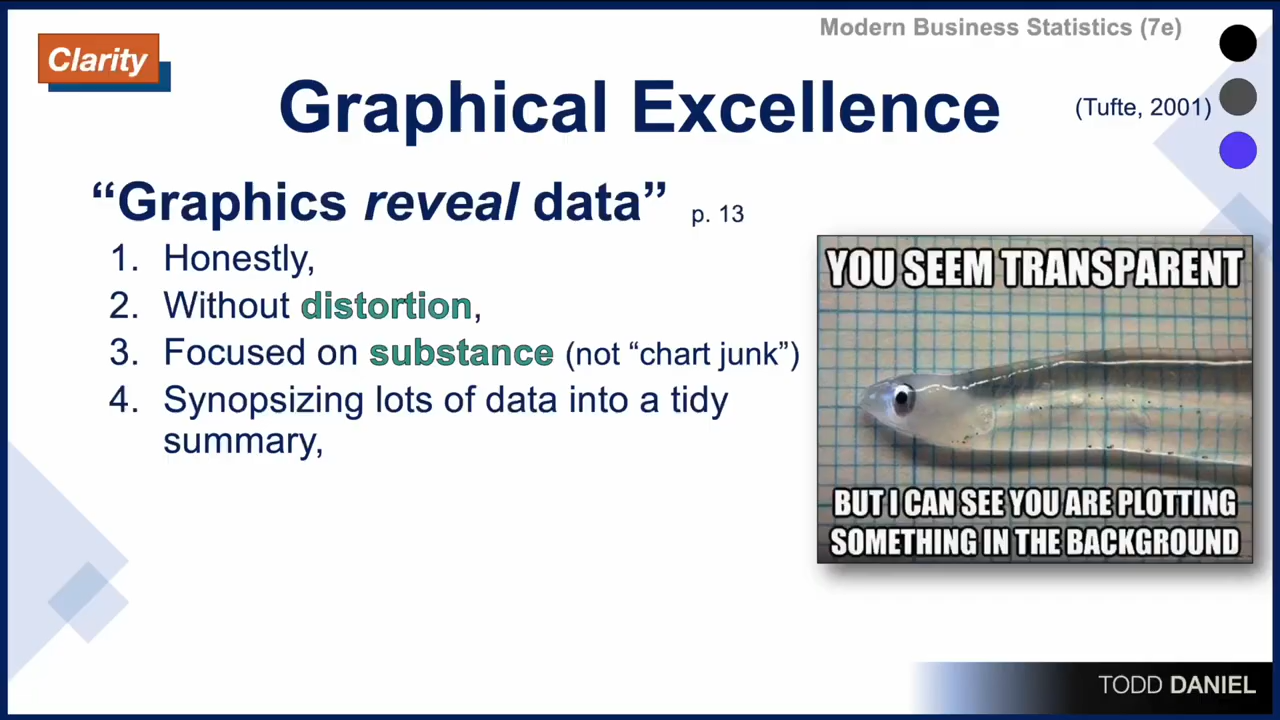 Modern Business Statistics (7e)
Clarity
Graphical Excellence
(Tufte, 2001)
“Graphics reveal data” p. 13
1. Honestly,
2. Without distortion,
3. Focused on substance (not “chart junk”)
4. Synopsizing lots of data into a tidy
summary,
YOU SEEM TRANSPARENT
BUT I CAN SEE YOU ARE PLOTTING
SOMETHING IN THE BACKGROUND
TODD DANIEL